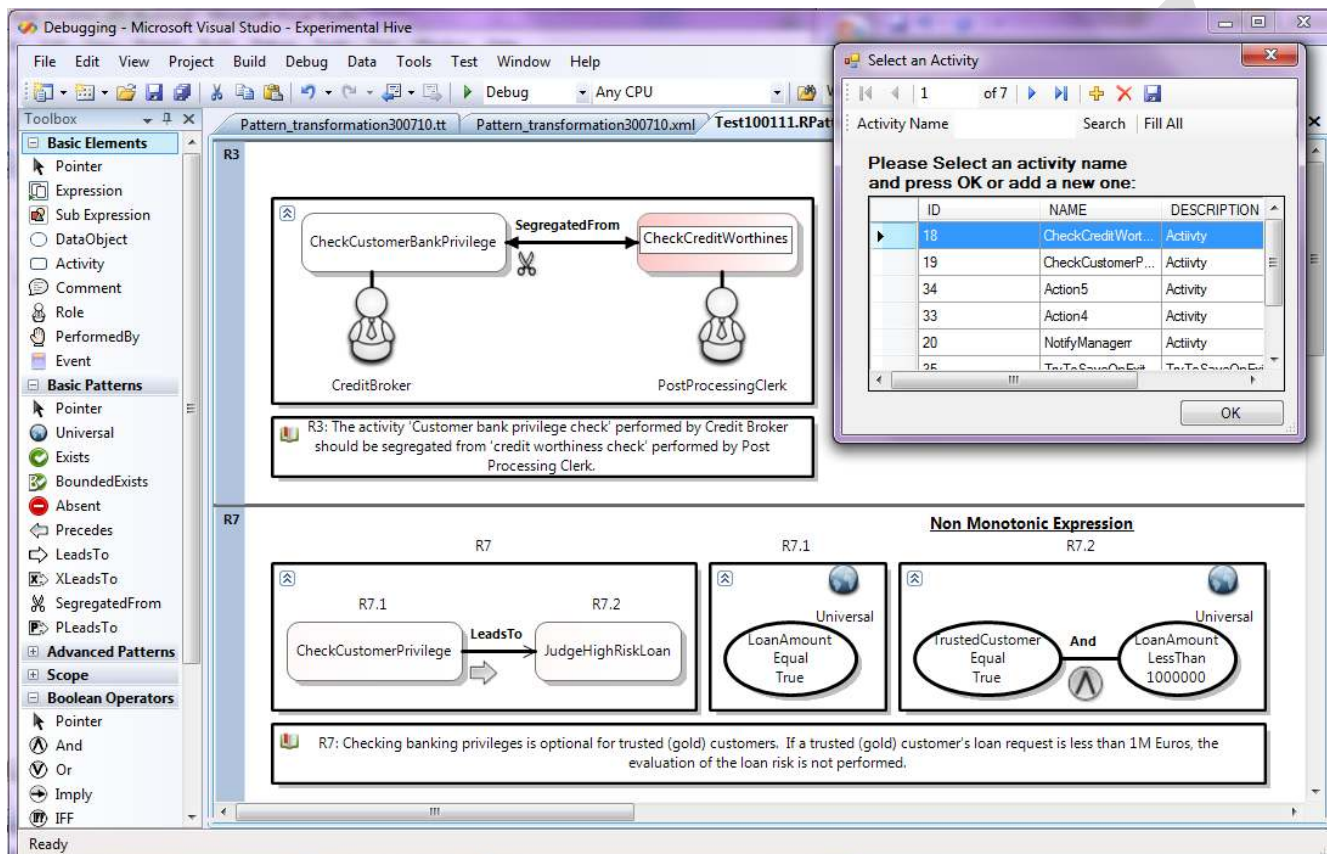 Debugging - Microsoft Visual Studio - Experimental Hive
File Edit View Project Build Debug Data Tools Test Window Help
Debug Any CPU
Toolbox
Pattern_transformation300710.tt Pattern_transformation300710.xml Test100111.RPatt
Basic Elements
Pointer
Expression
Sub Expression
DataObject
Activity
Comment
Role
PerformedBy
Event
Basic Patterns
Pointer
Universal
Exists
BoundedExists
Absent
Precedes
LeadsTo
XLeadsTo
SegregatedFrom
PLeadsTo
Advanced Patterns
Scope
Boolean Operators
Pointer
And
Or
Imply
IFF
Ready
R3
CheckCustomerBankPrivilege
SegregatedFrom
CheckCreditWorthines
CreditBroker
PostProcessingClerk
R3: The activity 'Customer bank privilege check' performed by Credit Broker
should be segregated from 'credit worthiness check' performed by Post
Processing Clerk.
R7
Non Monotonic Expression
R7 R7.1 R7.2
R7.1 R7.2
CheckCustomerPrivilege
LeadsTo
JudgeHighRiskLoan
Universal
LoanAmount
Equal
True
Universal
TrustedCustomer
Equal
True
And
LoanAmount
LessThan
1000000
R7: Checking banking privileges is optional for trusted (gold) customers. If a trusted (gold) customer's loan request is less than 1M Euros, the
evaluation of the loan risk is not performed.
Select an Activity
1 of 7
Activity Name Search Fill All
Please Select an activity name
and press OK or add a new one:
ID NAME DESCRIPTION
18 CheckCreditWort... Actiivty
19 CheckCustomerP... Actiivty
34 Action5 Activity
33 Action4 Activity
20 NotifyManagerr Actiivty
OK